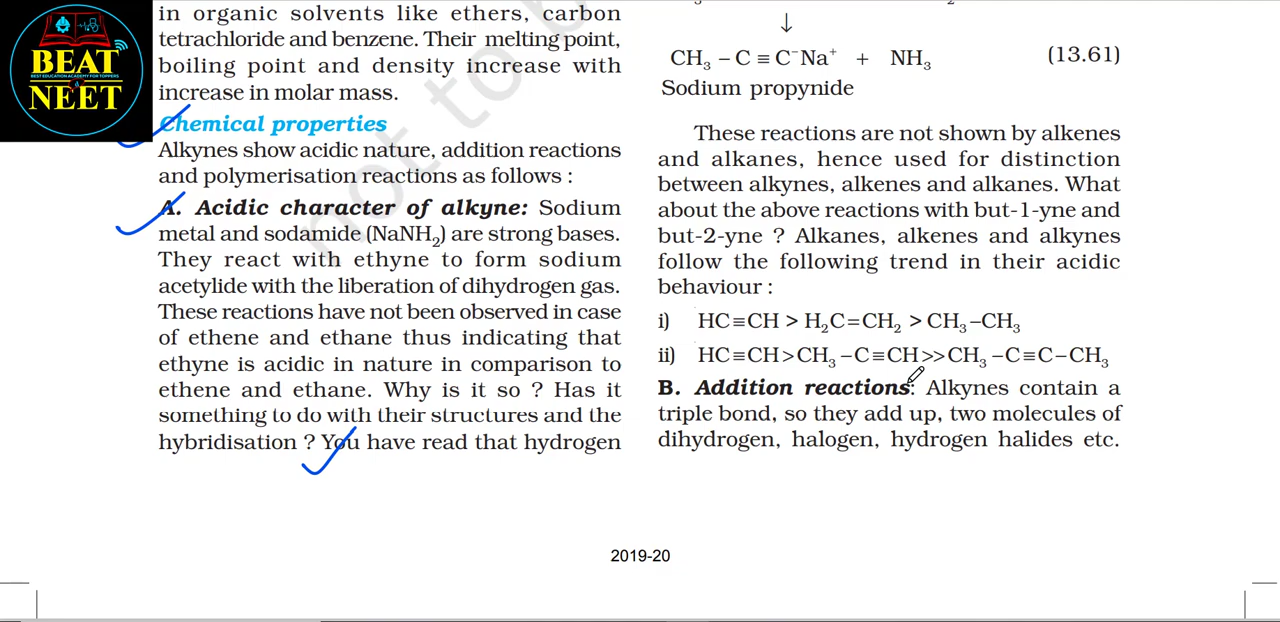 BEAT
BEST EDUCATION ACADEMY FOR TOPPERS
NEET
in organic solvents like ethers, carbon
tetrachloride and benzene. Their melting point,
boiling point and density increase with
increase in molar mass.
Chemical properties
Alkynes show acidic nature, addition reactions
and polymerisation reactions as follows :
A. Acidic character of alkyne: Sodium
metal and sodamide (NaNH₂) are strong bases.
They react with ethyne to form sodium
acetylide with the liberation of dihydrogen gas.
These reactions have not been observed in case
of ethene and ethane thus indicating that
ethyne is acidic in nature in comparison to
ethene and ethane. Why is it so ? Has it
something to do with their structures and the
hybridisation ? You have read that hydrogen
↓
CH₃ – C ≡ C⁻Na⁺ + NH₃ (13.61)
Sodium propynide
These reactions are not shown by alkenes
and alkanes, hence used for distinction
between alkynes, alkenes and alkanes. What
about the above reactions with but-1-yne and
but-2-yne ? Alkanes, alkenes and alkynes
follow the following trend in their acidic
behaviour :
i) HC≡CH > H₂C=CH₂ > CH₃–CH₃
ii) HC≡CH>CH₃–C≡CH>>CH₃–C≡C–CH₃
B. Addition reactions: Alkynes contain a
triple bond, so they add up, two molecules of
dihydrogen, halogen, hydrogen halides etc.
not to b
2019-20